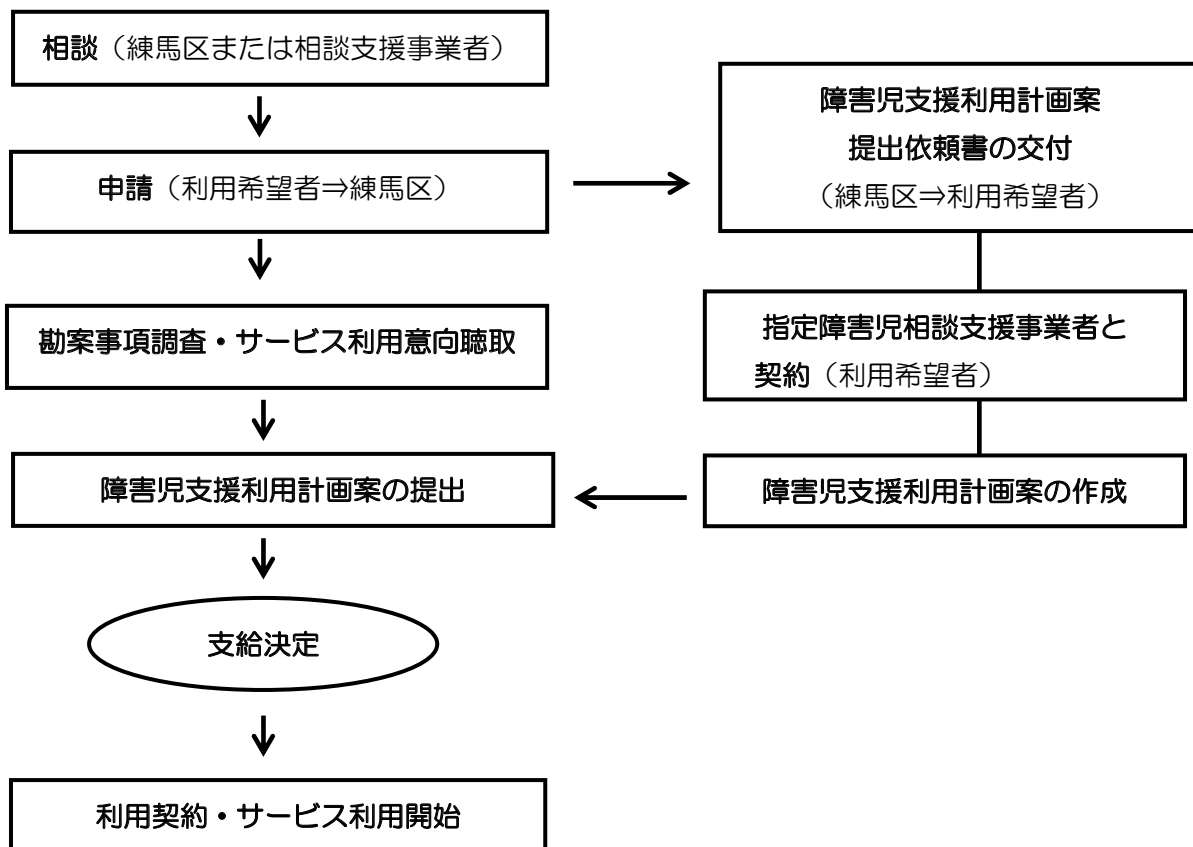 相談（練馬区または相談支援事業者）
申請（利用希望者⇒練馬区）
勘案事項調査・サービス利用意向聴取
障害児支援利用計画案の提出
支給決定
利用契約・サービス利用開始
障害児支援利用計画案
提出依頼書の交付
（練馬区⇒利用希望者）
指定障害児相談支援事業者と
契約（利用希望者）
障害児支援利用計画案の作成